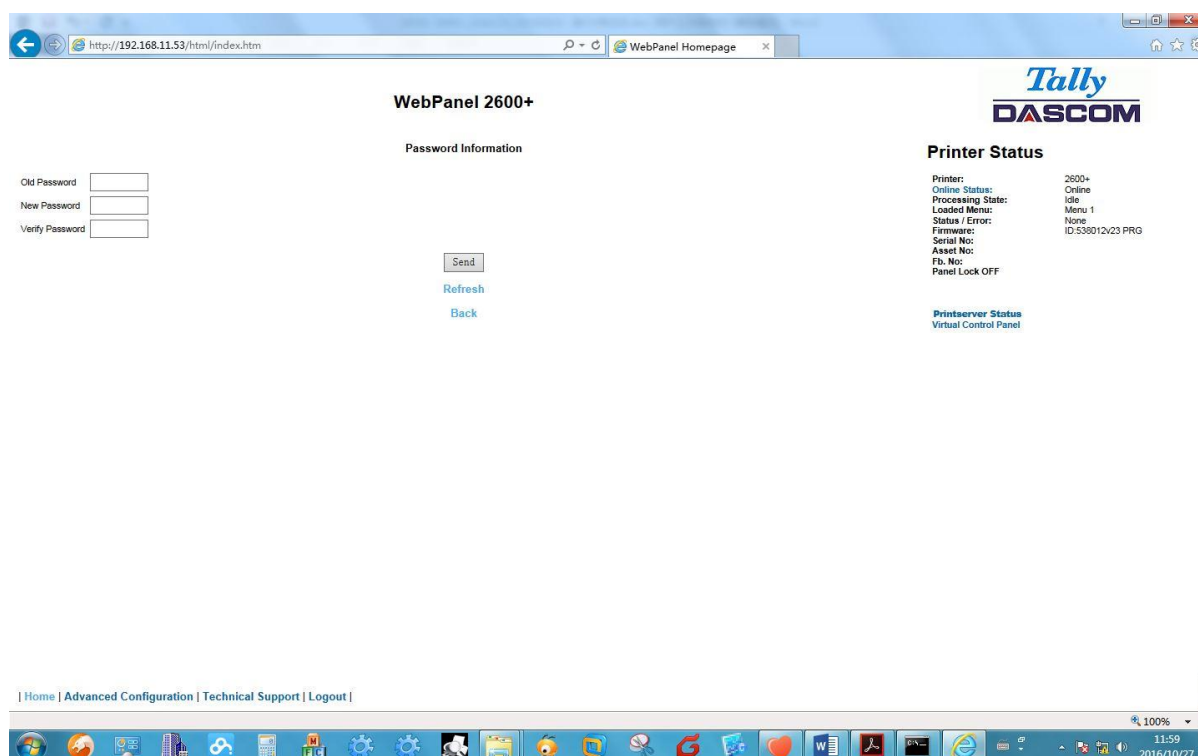 http://192.168.11.53/html/index.htm
WebPanel Homepage
Tally
DASCOM
WebPanel 2600+
Password Information
Old Password
New Password
Verify Password
Send
Refresh
Back
Printer Status
Printer: 2600+
Online Status: Online
Processing State: Idle
Loaded Menu: Menu 1
Status / Error: None
Firmware: ID:538012v23 PRG
Serial No:
Asset No:
Fb. No:
Panel Lock OFF
Printserver Status
Virtual Control Panel
| Home | Advanced Configuration | Technical Support | Logout |
100%
11:59
2016/10/27